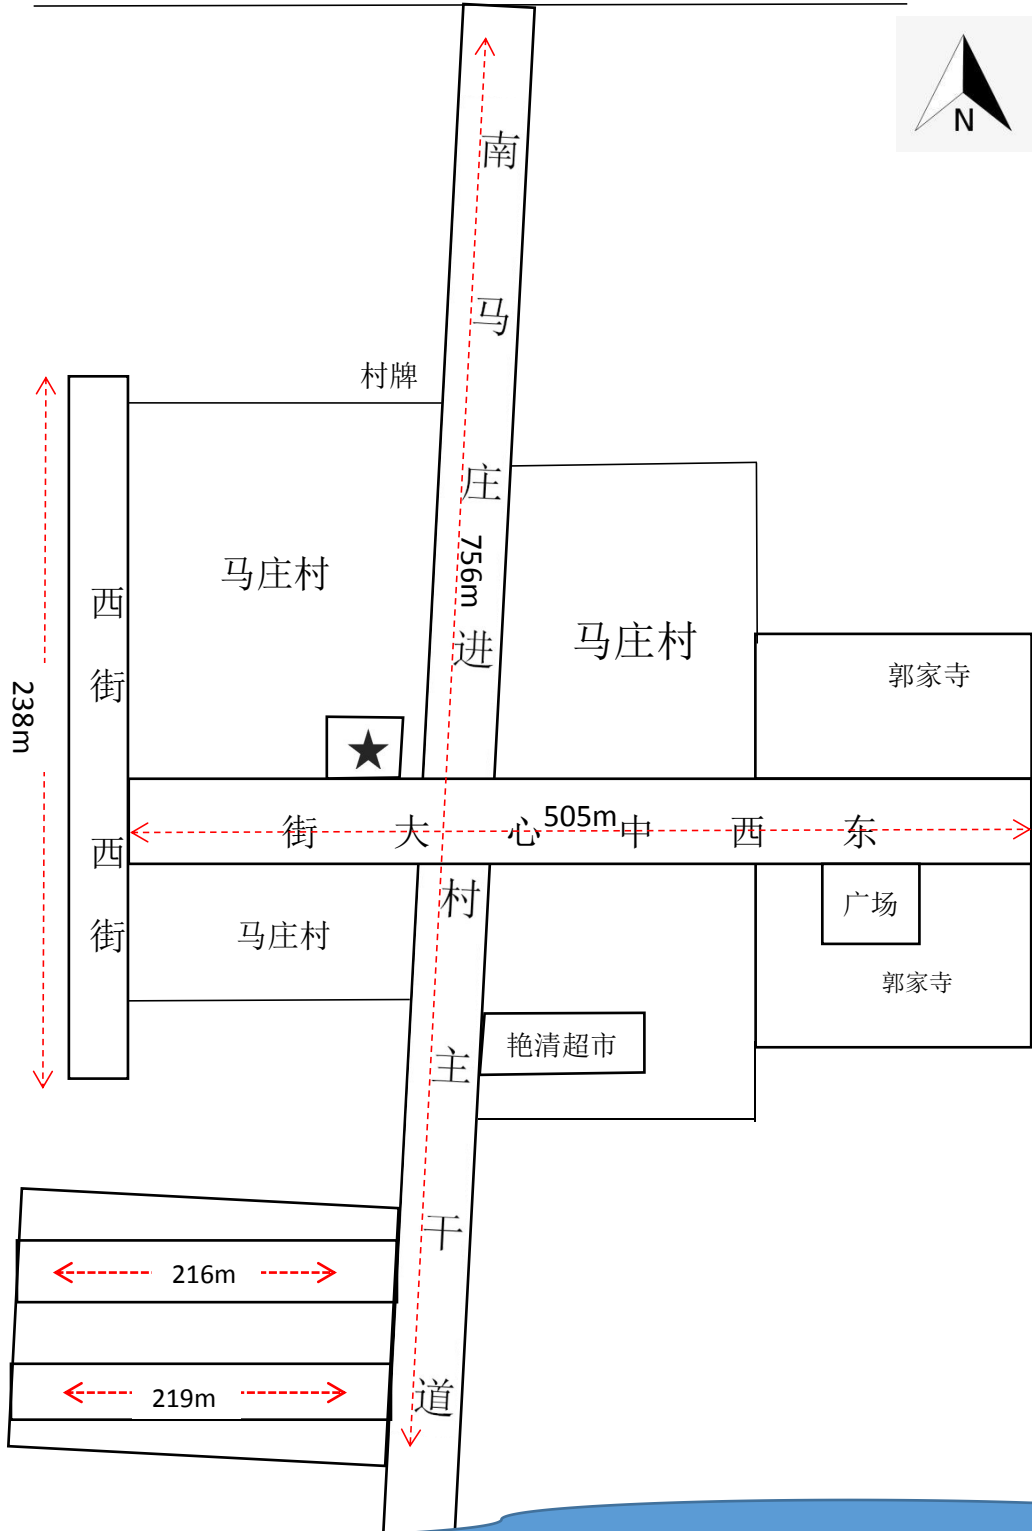 N
南马庄进村主干道
村牌
756m
马庄村
马庄村
西街
西街
238m
郭家寺
★
街大心中西东
505m
广场
马庄村
郭家寺
艳清超市
216m
219m